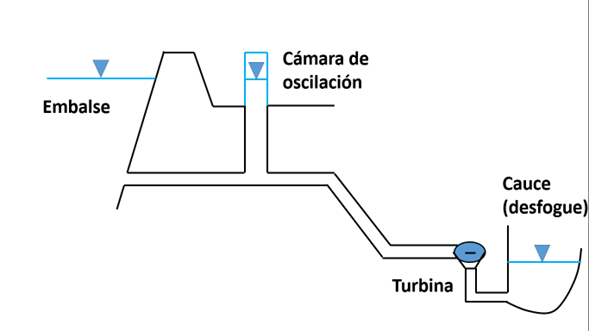 Cámara de
oscilación
Embalse
Cauce
(desfogue)
Turbina